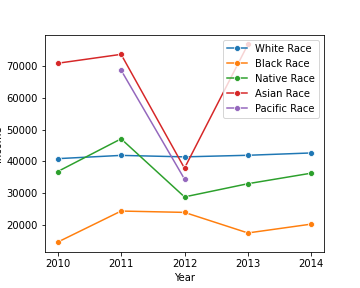 White Race
Black Race
Native Race
Asian Race
Pacific Race
70000
60000
50000
40000
30000
20000
2010
2011
2012
2013
2014
Year